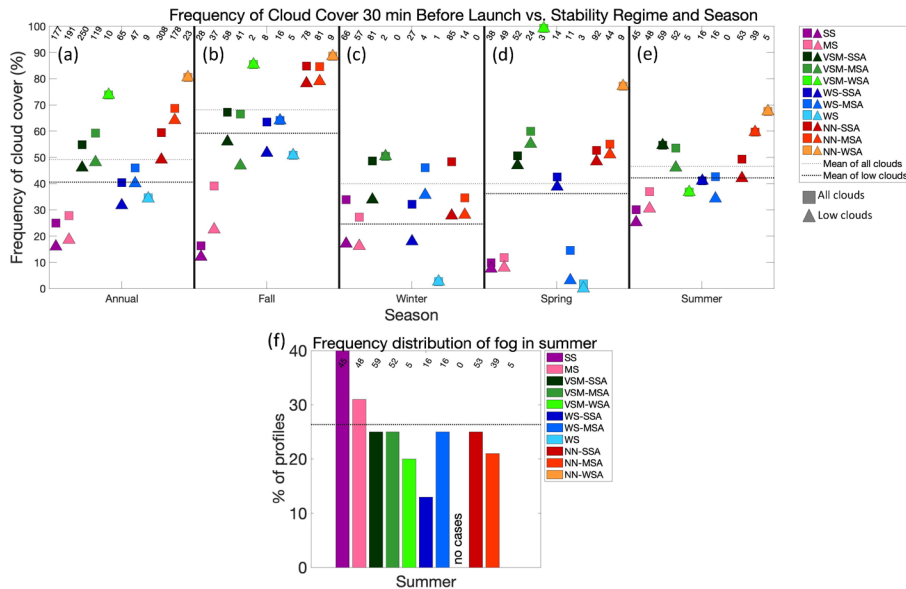 Frequency of Cloud Cover 30 min Before Launch vs. Stability Regime and Season
177 191 250 119 10 65 47 9 308 178 23
28 37 58 41 2 8 16 5 78 81 9
66 57 81 2 0 27 4 1 85 14 0
38 49 52 24 3 14 11 3 92 44 9
45 48 59 52 5 16 16 0 53 39 5
(a) (b) (c) (d) (e)
Frequency of cloud cover (%)
100
90
80
70
60
50
40
30
20
10
0
Annual Fall Winter Spring Summer
Season
SS
MS
VSM-SSA
VSM-MSA
VSM-WSA
WS-SSA
WS-MSA
WS
NN-SSA
NN-MSA
NN-WSA
Mean of all clouds
Mean of low clouds
All clouds
Low clouds
(f)
Frequency distribution of fog in summer
% of profiles
40
30
20
10
0
45 48 59 52 5 16 16 0 53 39 5
no cases
Summer
SS
MS
VSM-SSA
VSM-MSA
VSM-WSA
WS-SSA
WS-MSA
WS
NN-SSA
NN-MSA
NN-WSA